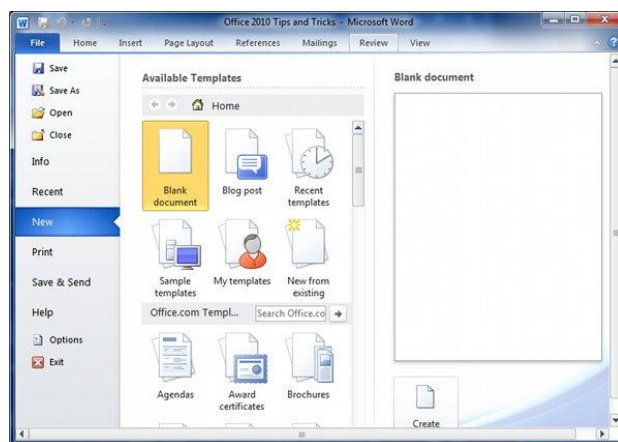 Office 2010 Tips and Tricks - Microsoft Word
File Home Insert Page Layout References Mailings Review View
Save
Save As
Open
Close
Info
Recent
New
Print
Save & Send
Help
Options
Exit
Available Templates
Home
Blank
document
Blog post
Recent
templates
Sample
templates
My templates
New from
existing
Office.com Templ... Search Office.co
Agendas
Award
certificates
Brochures
Blank document
Create